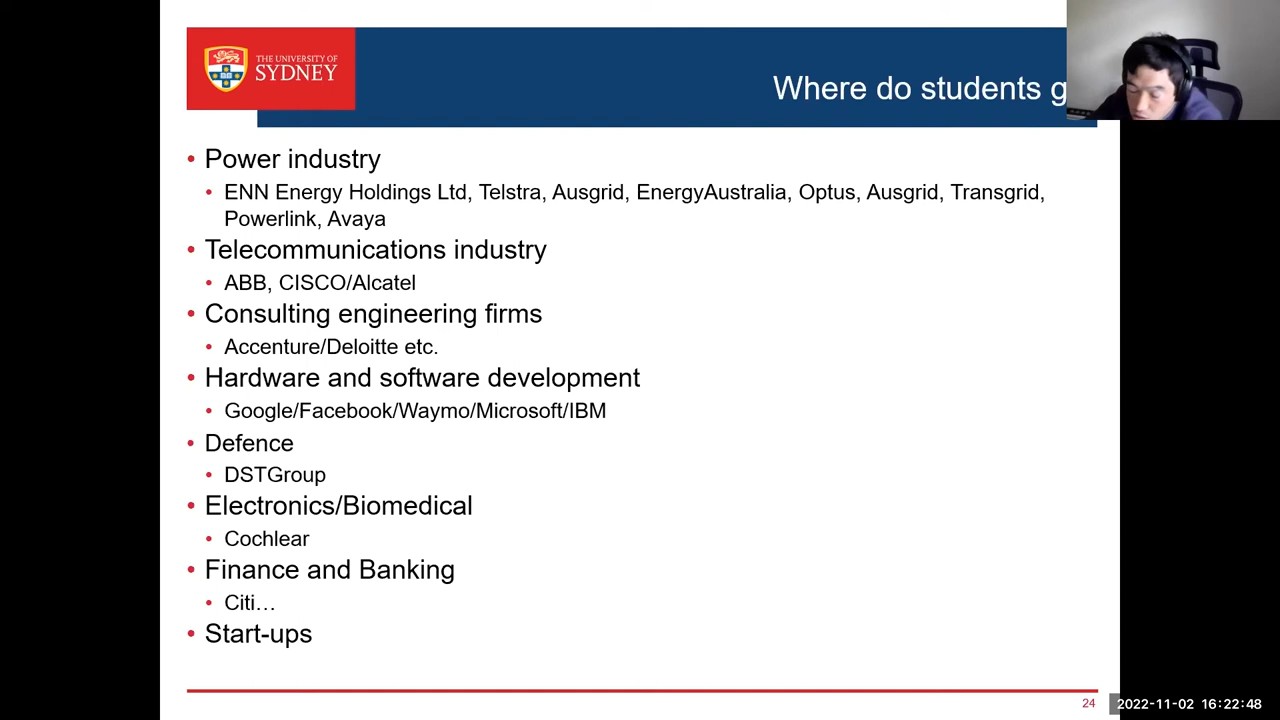 THE UNIVERSITY OF
SYDNEY
Where do students g
• Power industry
• ENN Energy Holdings Ltd, Telstra, Ausgrid, EnergyAustralia, Optus, Ausgrid, Transgrid,
Powerlink, Avaya
• Telecommunications industry
• ABB, CISCO/Alcatel
• Consulting engineering firms
• Accenture/Deloitte etc.
• Hardware and software development
• Google/Facebook/Waymo/Microsoft/IBM
• Defence
• DSTGroup
• Electronics/Biomedical
• Cochlear
• Finance and Banking
• Citi…
• Start-ups
24
2022-11-02 16:22:48